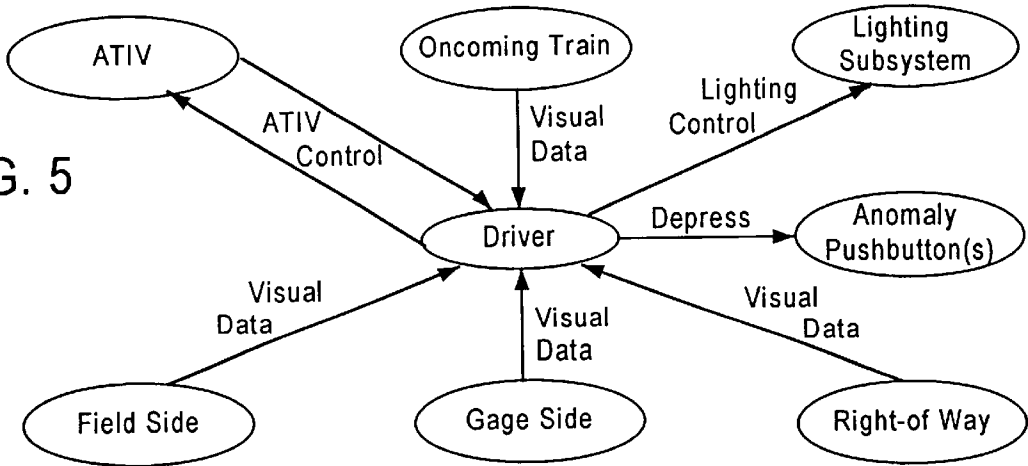 ATIV
Oncoming Train
Lighting
Subsystem
ATIV
Control
Visual
Data
Lighting
Control
G. 5
Driver
Depress
Anomaly
Pushbutton(s)
Visual
Data
Visual
Data
Visual
Data
Field Side
Gage Side
Right-of Way